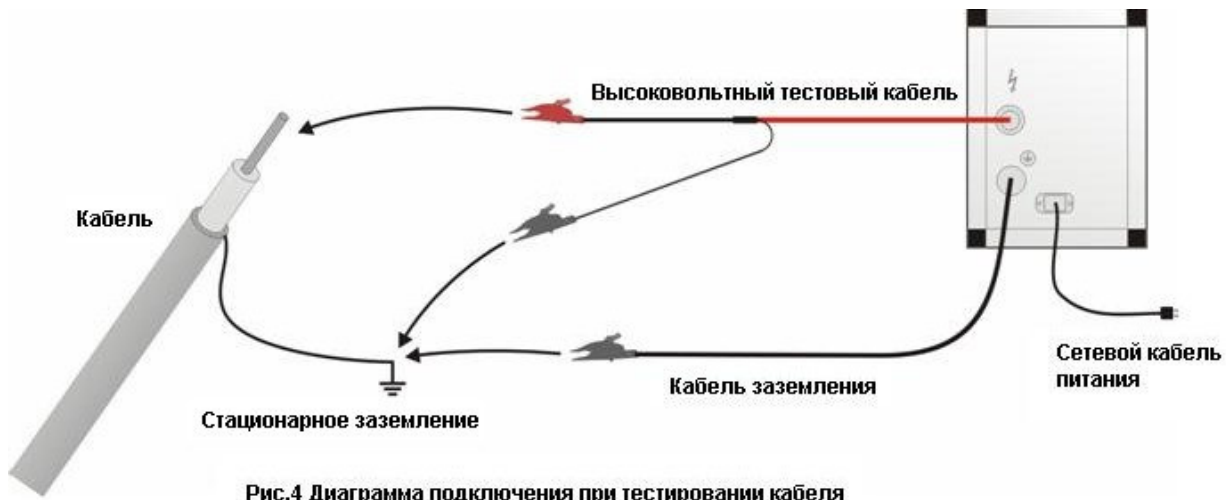 Высоковольтный тестовый кабель
Кабель
Сетевой кабель
питания
Кабель заземления
Стационарное заземление
Рис.4 Диаграмма подключения при тестировании кабеля